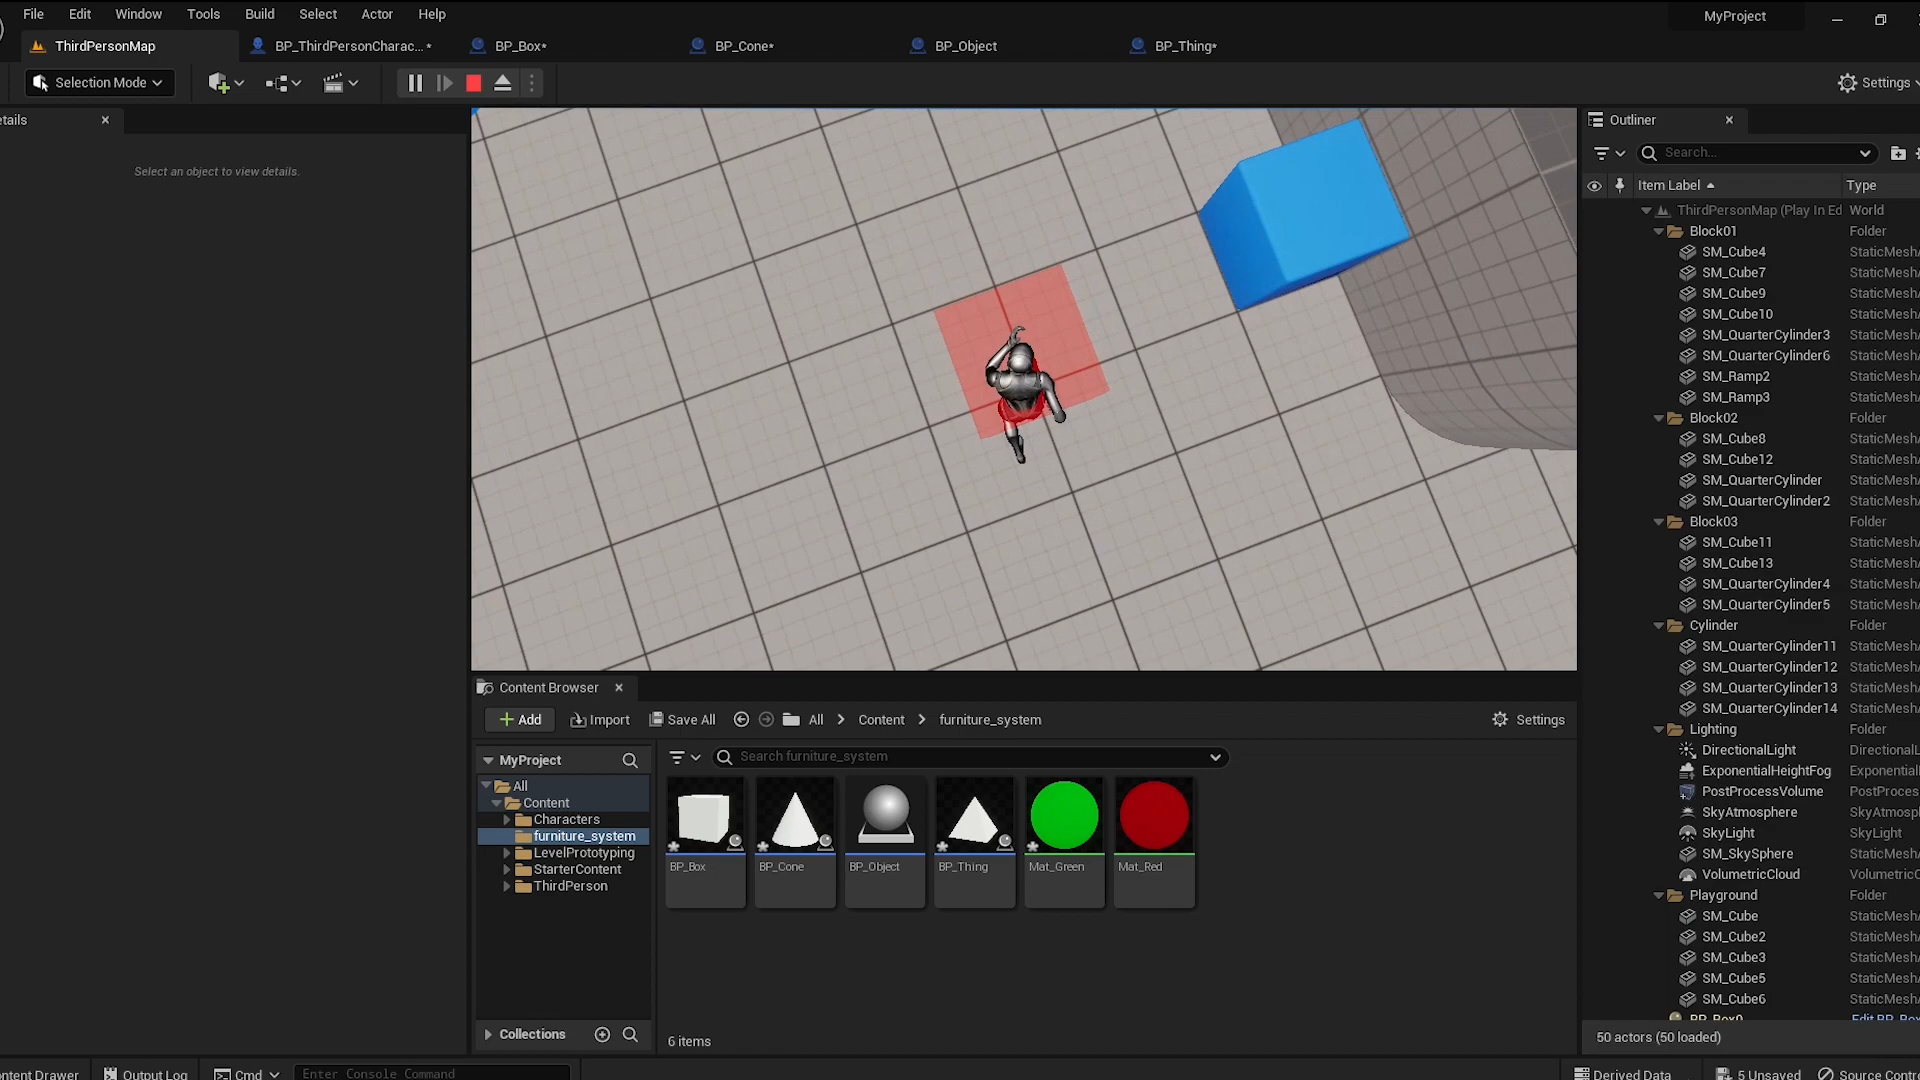 File Edit Window Tools Build Select Actor Help MyProject
ThirdPersonMap BP_ThirdPersonCharac...* BP_Box* BP_Cone* BP_Object BP_Thing*
Selection Mode Settings
etails
Outliner
Select an object to view details.
Search...
Item Label Type
ThirdPersonMap (Play In Ed World
Block01 Folder
SM_Cube4 StaticMesh
SM_Cube7 StaticMesh
SM_Cube9 StaticMesh
SM_Cube10 StaticMesh
SM_QuarterCylinder3 StaticMesh
SM_QuarterCylinder6 StaticMesh
SM_Ramp2 StaticMesh
SM_Ramp3 StaticMesh
Block02 Folder
SM_Cube8 StaticMesh
SM_Cube12 StaticMesh
SM_QuarterCylinder StaticMesh
SM_QuarterCylinder2 StaticMesh
Block03 Folder
SM_Cube11 StaticMesh
SM_Cube13 StaticMesh
SM_QuarterCylinder4 StaticMesh
SM_QuarterCylinder5 StaticMesh
Cylinder Folder
SM_QuarterCylinder11 StaticMesh
SM_QuarterCylinder12 StaticMesh
SM_QuarterCylinder13 StaticMesh
SM_QuarterCylinder14 StaticMesh
Lighting Folder
DirectionalLight DirectionalL
ExponentialHeightFog Exponential
PostProcessVolume PostProces
SkyAtmosphere SkyAtmosp
SkyLight SkyLight
SM_SkySphere StaticMesh
VolumetricCloud VolumetricC
Playground Folder
SM_Cube StaticMesh
SM_Cube2 StaticMesh
SM_Cube3 StaticMesh
SM_Cube5 StaticMesh
SM_Cube6 StaticMesh
50 actors (50 loaded)
Content Browser
Add Import Save All All Content furniture_system Settings
MyProject
Search furniture_system
All
Content
Characters
furniture_system
LevelPrototyping
StarterContent
ThirdPerson
BP_Box BP_Cone BP_Object BP_Thing Mat_Green Mat_Red
Collections
6 items
ontent Drawer Output Log Cmd Enter Console Command Derived Data 5 Unsaved Source Contr